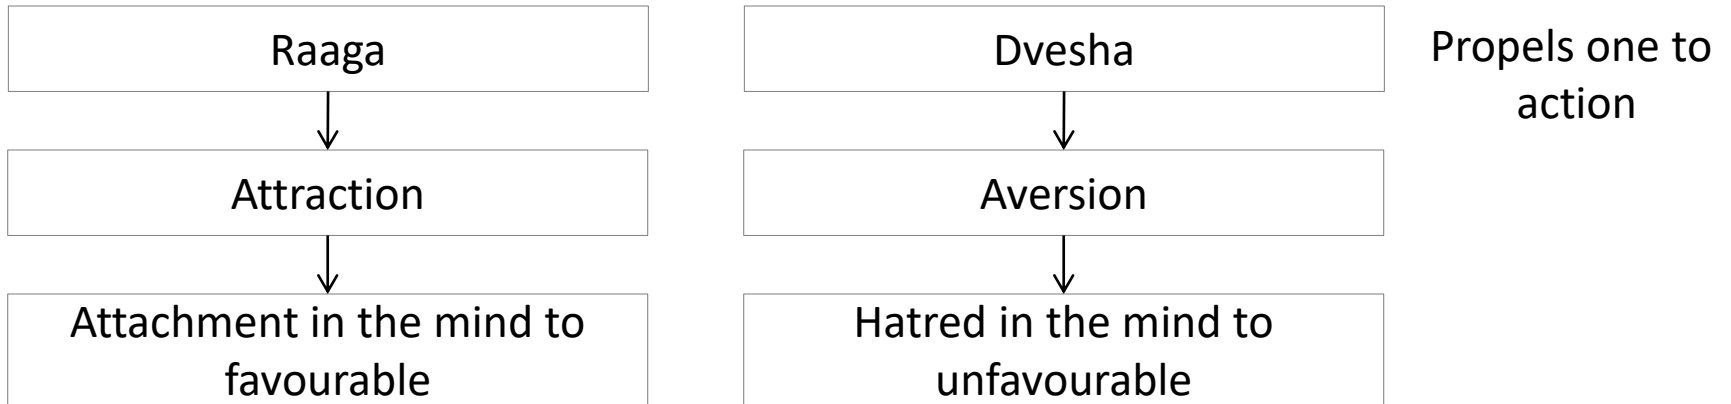 Raaga
Dvesha
Propels one to
action
Attraction
Aversion
Attachment in the mind to
favourable
Hatred in the mind to
unfavourable